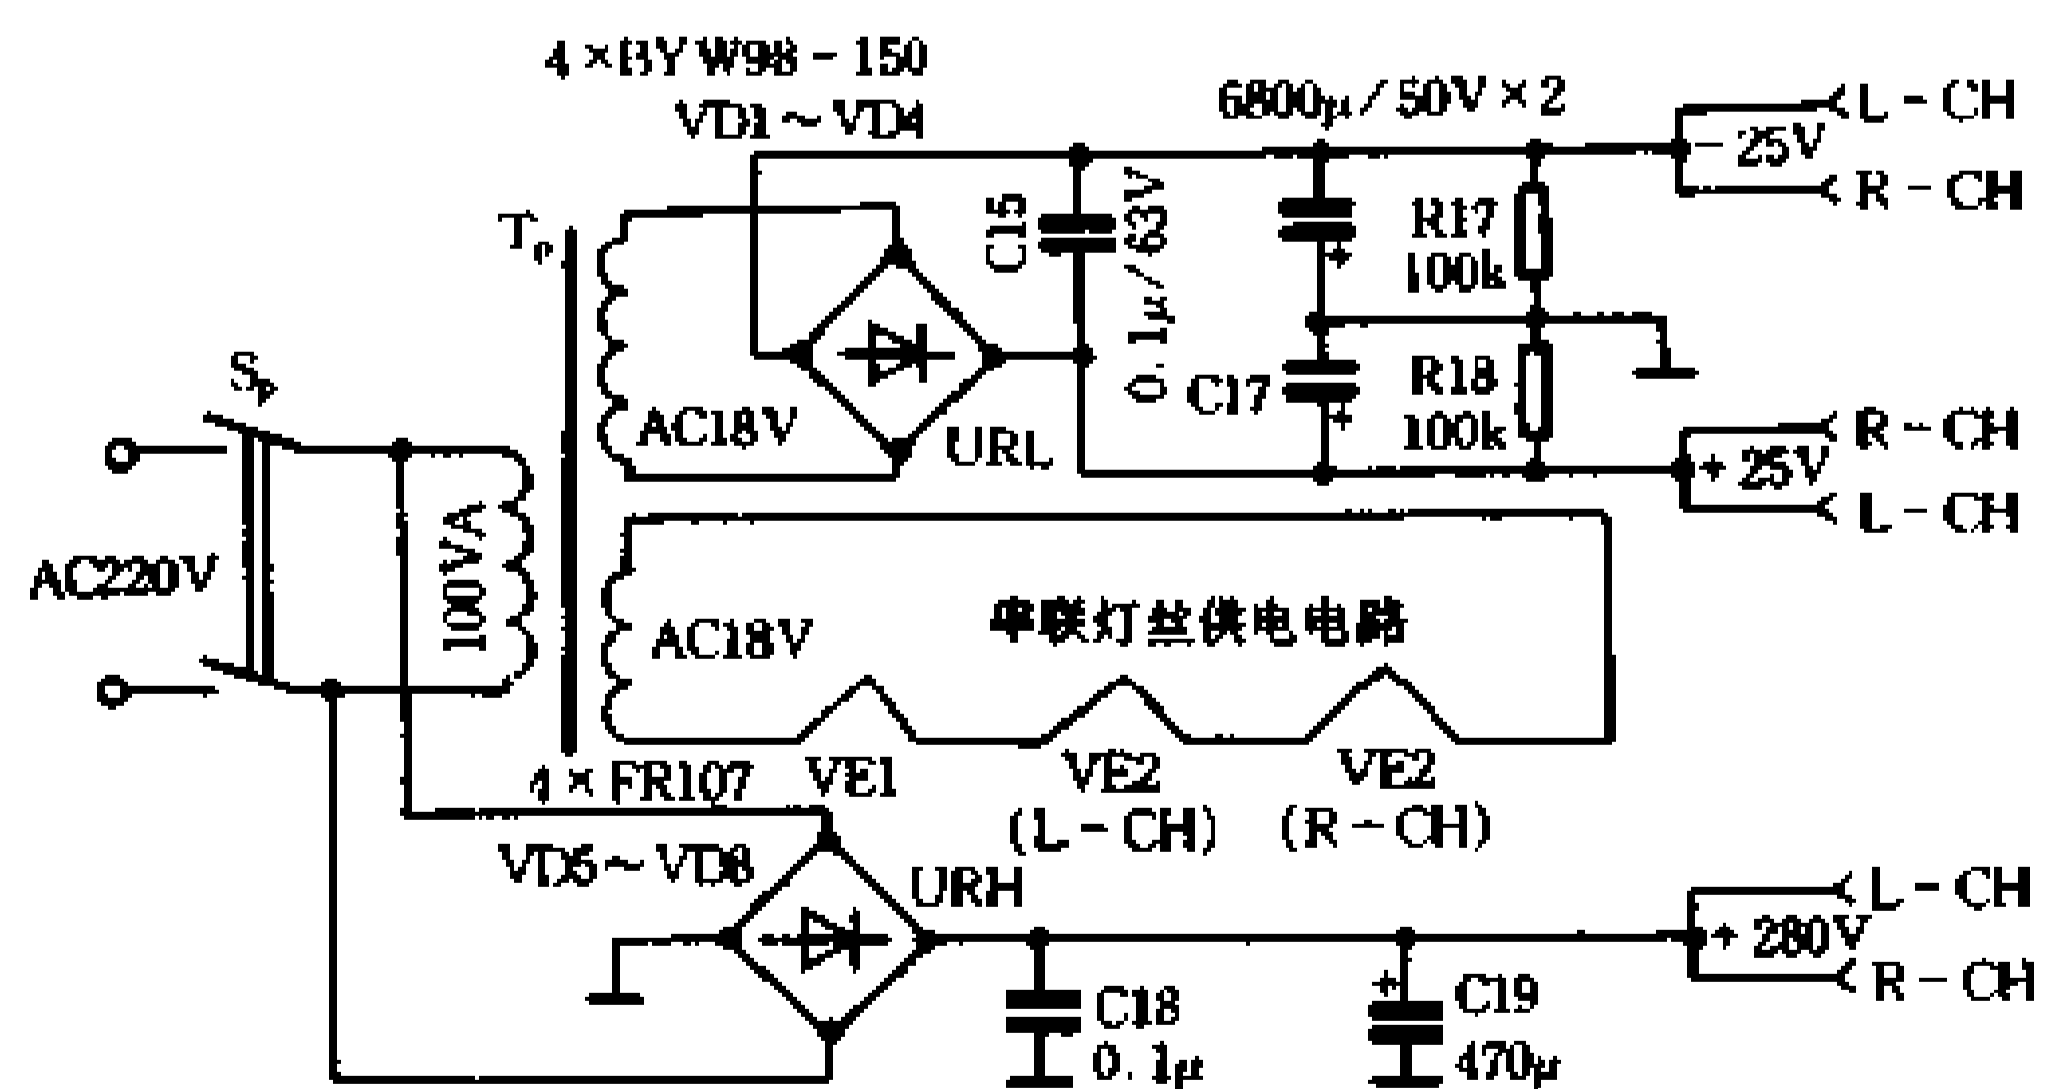 4×BYW98-150
VD1～VD4
6800μ/50V×2
L-CH
-25V
R-CH
Te
C15
0.1μ/63V
R17
100k
Sp
AC18V
URL
C17
R18
100k
R-CH
+25V
L-CH
AC220V
100VA
AC18V
串联灯丝供电电路
4×FR107
VE1
VE2
(L-CH)
VE2
(R-CH)
VD5～VD8
URH
L-CH
+280V
R-CH
+
+
+
C18
0.1μ
C19
470μ